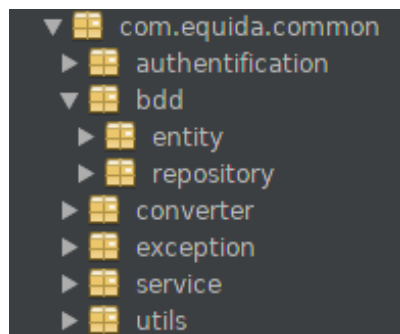 com.equida.common
authentification
bdd
entity
repository
converter
exception
service
utils